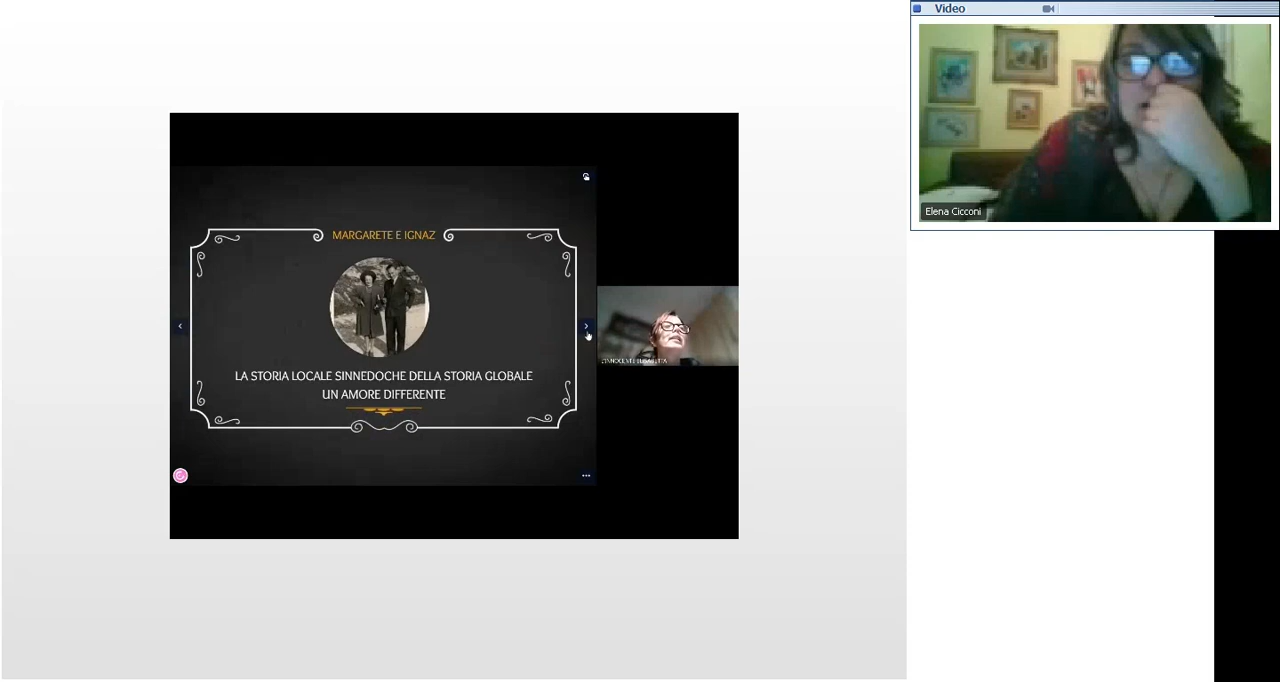 Video
Elena Cicconi
MARGARETE E IGNAZ
LA STORIA LOCALE SINNEDOCHE DELLA STORIA GLOBALE
UN AMORE DIFFERENTE